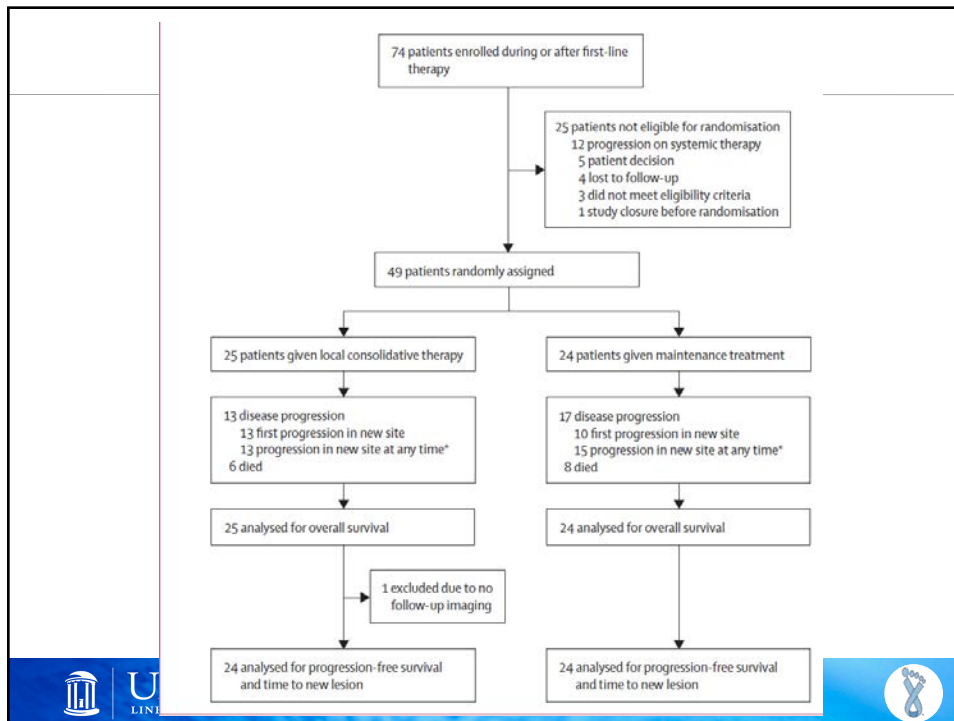 74 patients enrolled during or after first-line
therapy
25 patients not eligible for randomisation
12 progression on systemic therapy
5 patient decision
4 lost to follow-up
3 did not meet eligibility criteria
1 study closure before randomisation
49 patients randomly assigned
25 patients given local consolidative therapy
24 patients given maintenance treatment
13 disease progression
13 first progression in new site
13 progression in new site at any time*
6 died
17 disease progression
10 first progression in new site
15 progression in new site at any time*
8 died
25 analysed for overall survival
24 analysed for overall survival
1 excluded due to no
follow-up imaging
24 analysed for progression-free survival
and time to new lesion
24 analysed for progression-free survival
and time to new lesion
U
LINE